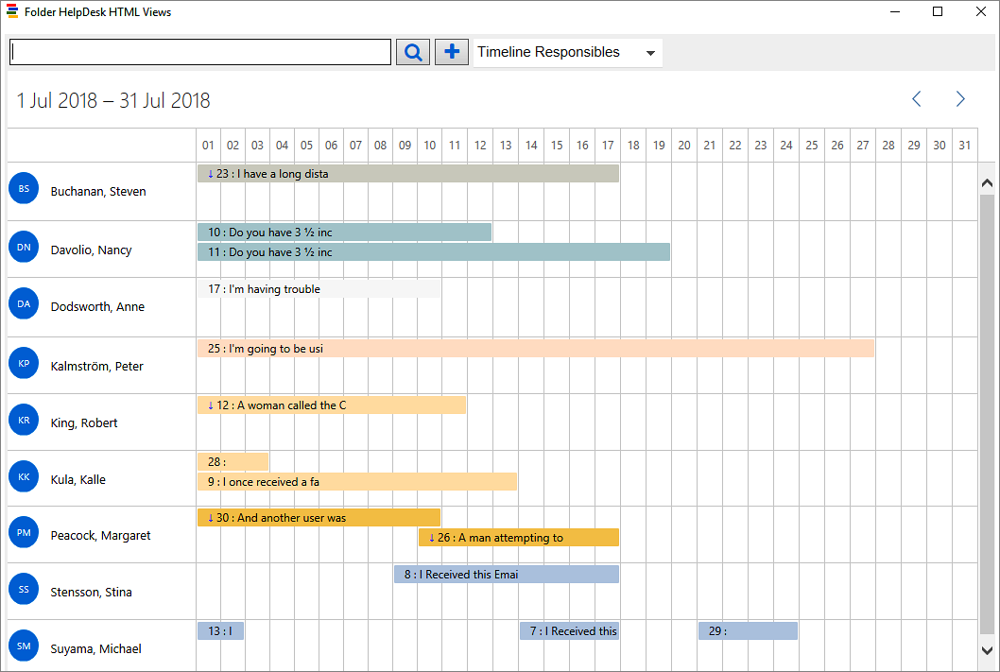 Folder HelpDesk HTML Views
Timeline Responsibles
1 Jul 2018 – 31 Jul 2018
01 02 03 04 05 06 07 08 09 10 11 12 13 14 15 16 17 18 19 20 21 22 23 24 25 26 27 28 29 30 31
↓ 23 : I have a long dista
BS Buchanan, Steven
10 : Do you have 3 ½ inc
DN Davolio, Nancy
11 : Do you have 3 ½ inc
17 : I'm having trouble
DA Dodsworth, Anne
25 : I'm going to be usi
KP Kalmström, Peter
↓ 12 : A woman called the C
KR King, Robert
28 :
KK Kula, Kalle
9 : I once received a fa
↓ 30 : And another user was
PM Peacock, Margaret
↓ 26 : A man attempting to
8 : I Received this Emai
SS Stensson, Stina
13 : I 7 : I Received this 29 :
SM Suyama, Michael